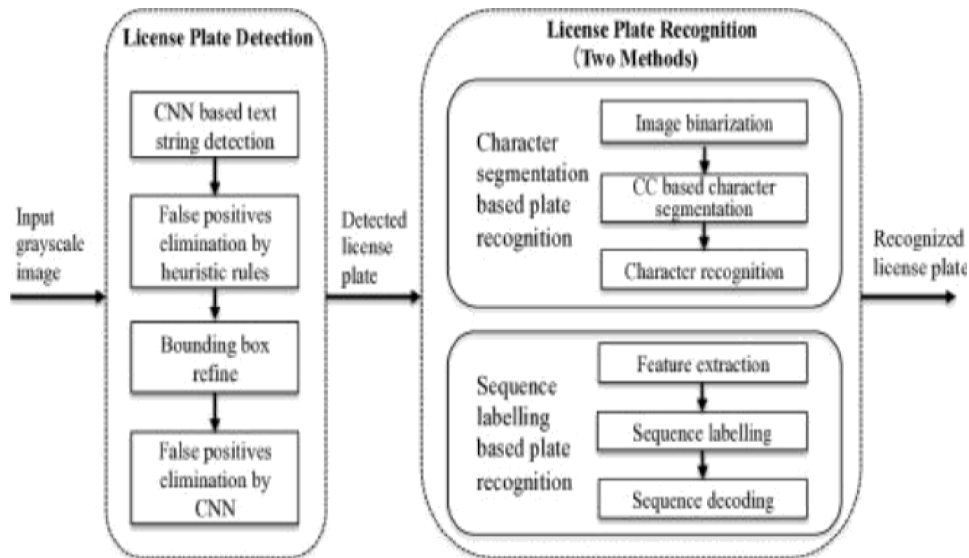 License Plate Detection
CNN based text
string detection
False positives
elimination by
heuristic rules
Bounding box
refine
False positives
elimination by
CNN
Input
grayscale
image
Detected
license
plate
License Plate Recognition
(Two Methods)
Character
segmentation
based plate
recognition
Image binarization
CC based character
segmentation
Character recognition
Sequence
labelling
based plate
recognition
Feature extraction
Sequence labelling
Sequence decoding
Recognized
license plate